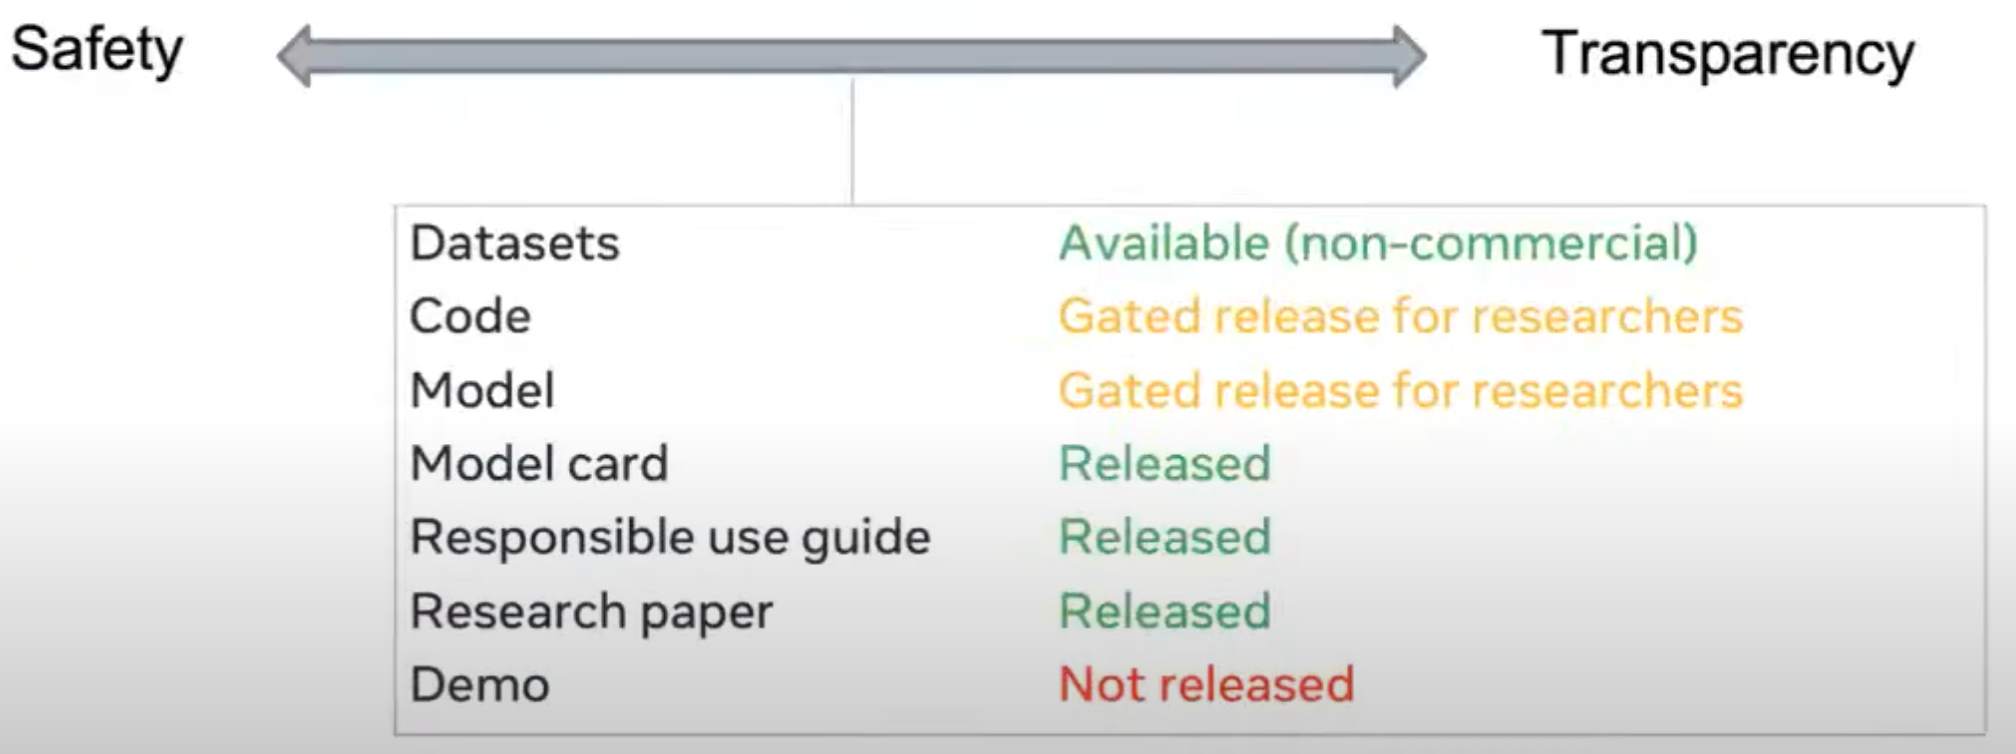 Safety Transparency
Datasets Available (non-commercial)
Code Gated release for researchers
Model Gated release for researchers
Model card Released
Responsible use guide Released
Research paper Released
Demo Not released